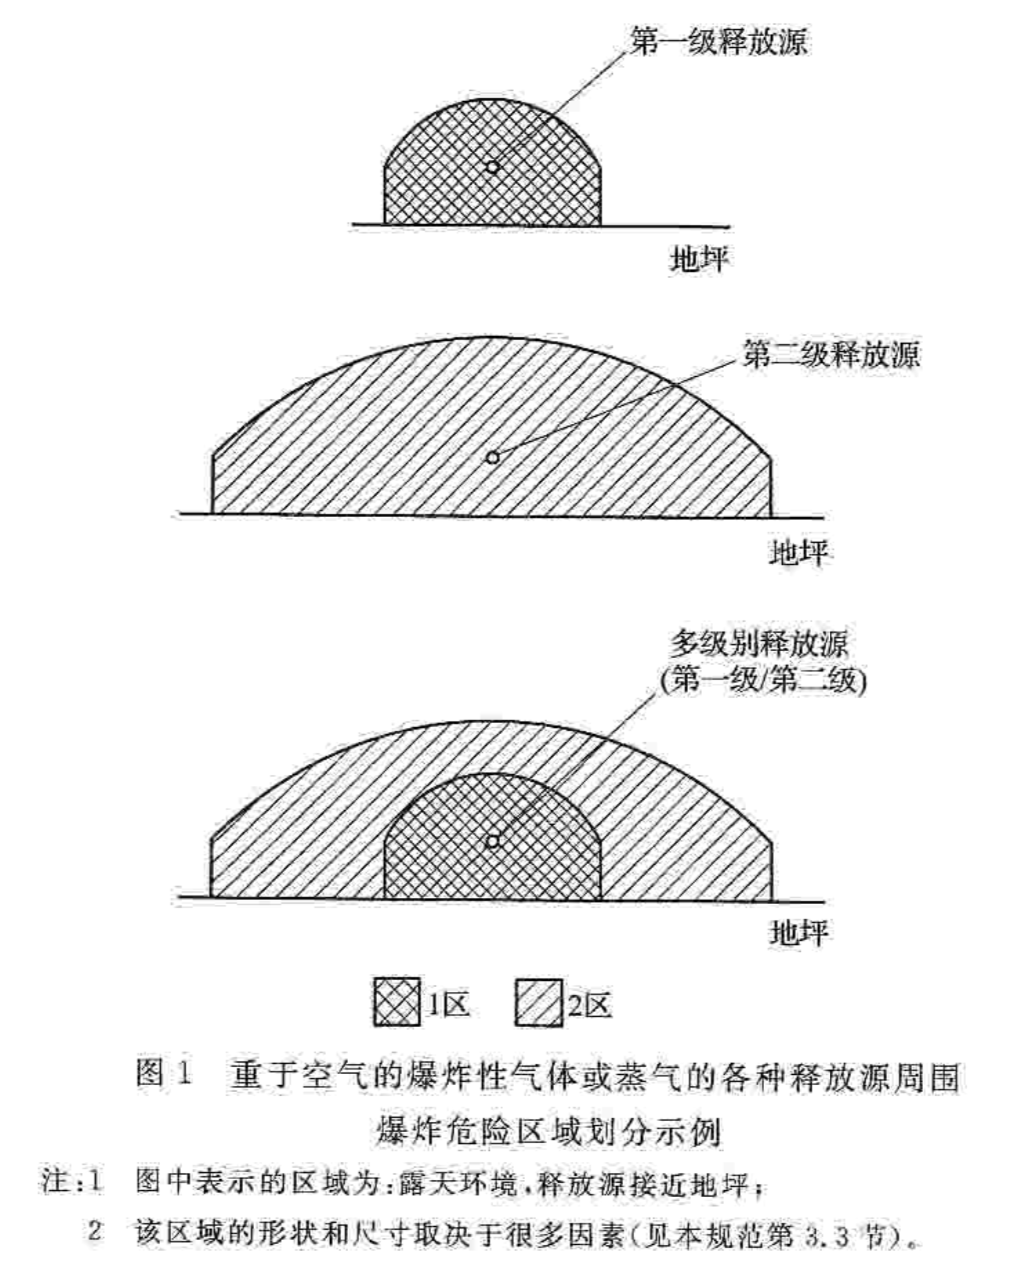 第一级释放源
地坪
第二级释放源
地坪
多级别释放源
(第一级/第二级)
地坪
1区 2区
图1 重于空气的爆炸性气体或蒸气的各种释放源周围
爆炸危险区域划分示例
注:1 图中表示的区域为:露天环境,释放源接近地坪;
2 该区域的形状和尺寸取决于很多因素(见本规范第3.3节)。